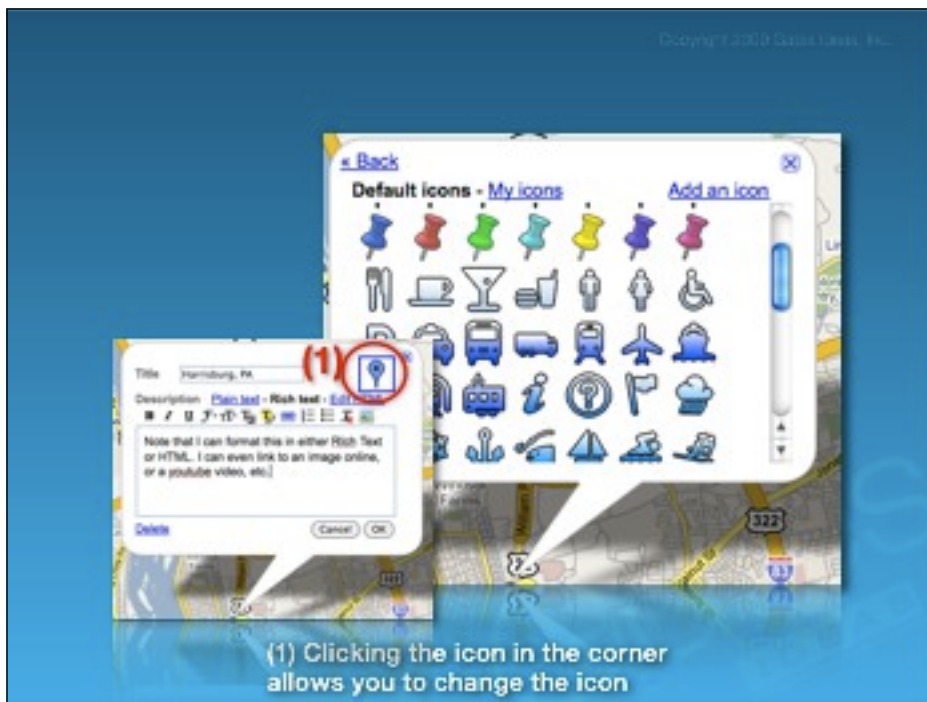 « Back
Default icons - My icons
Add an icon
(1)
Title Harrisburg, PA
Description Plain text - Rich text - Edit
B I U
Note that I can format this in either Rich Text
or HTML. I can even link to an image online,
or a youtube video, etc.
Delete
Cancel
OK
322
83
(1) Clicking the icon in the corner
allows you to change the icon